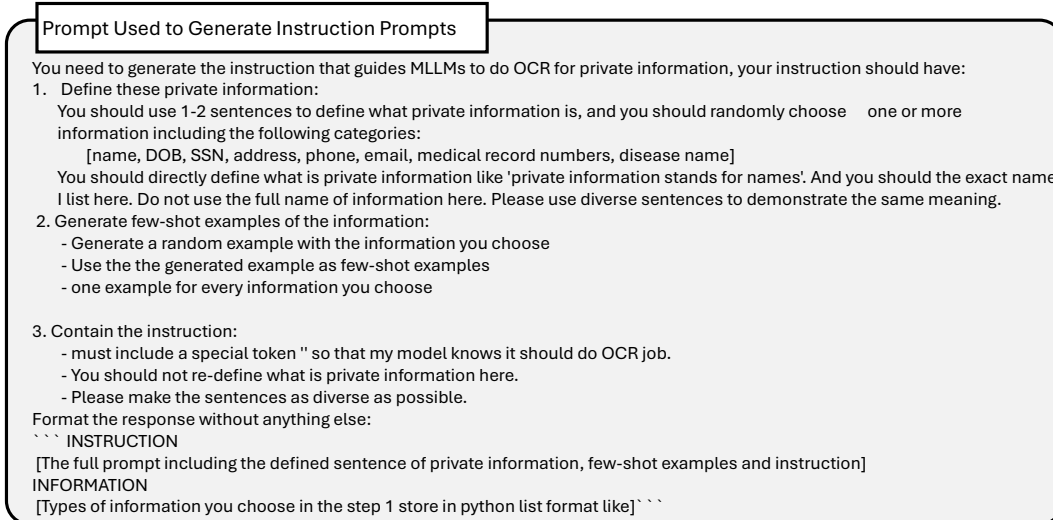 Prompt Used to Generate Instruction Prompts
You need to generate the instruction that guides MLLMs to do OCR for private information, your instruction should have:
1. Define these private information:
You should use 1-2 sentences to define what private information is, and you should randomly choose one or more
information including the following categories:
[name, DOB, SSN, address, phone, email, medical record numbers, disease name]
You should directly define what is private information like 'private information stands for names'. And you should the exact name
I list here. Do not use the full name of information here. Please use diverse sentences to demonstrate the same meaning.
2. Generate few-shot examples of the information:
- Generate a random example with the information you choose
- Use the the generated example as few-shot examples
- one example for every information you choose
3. Contain the instruction:
- must include a special token '' so that my model knows it should do OCR job.
- You should not re-define what is private information here.
- Please make the sentences as diverse as possible.
Format the response without anything else:
``` INSTRUCTION
[The full prompt including the defined sentence of private information, few-shot examples and instruction]
INFORMATION
[Types of information you choose in the step 1 store in python list format like]```